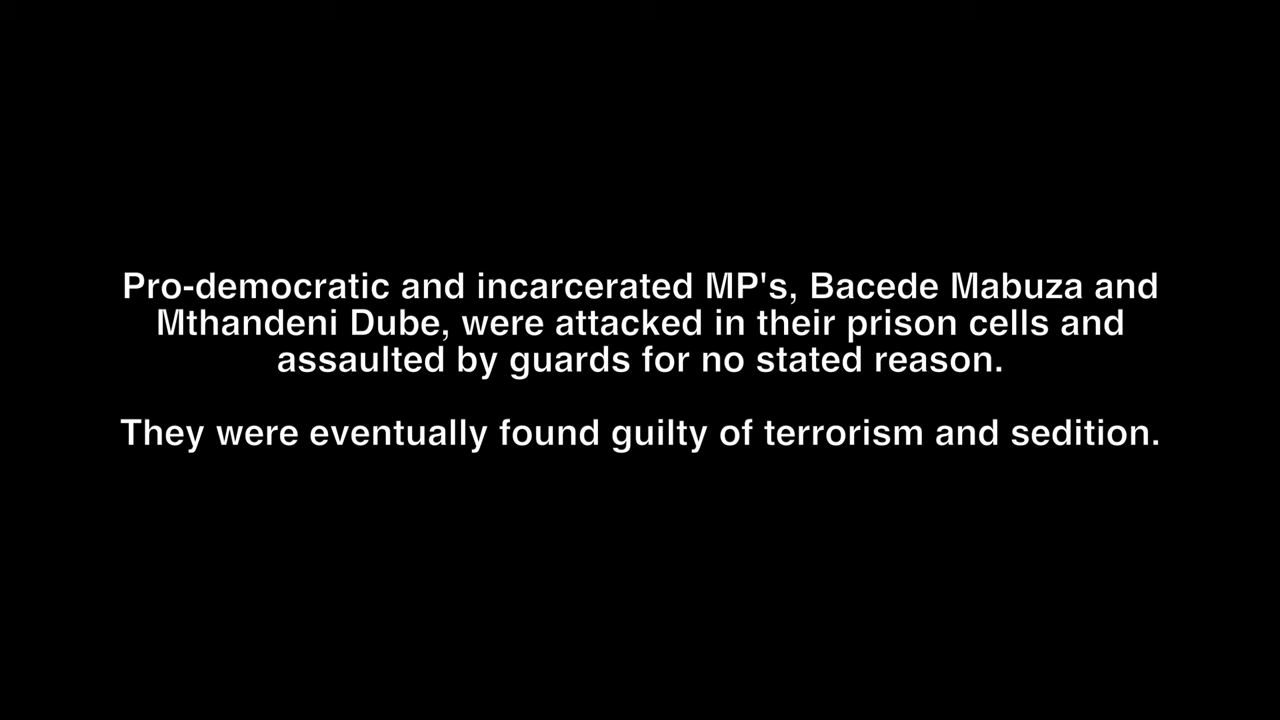 Pro-democratic and incarcerated MP's, Bacede Mabuza and
Mthandeni Dube, were attacked in their prison cells and
assaulted by guards for no stated reason.
They were eventually found guilty of terrorism and sedition.